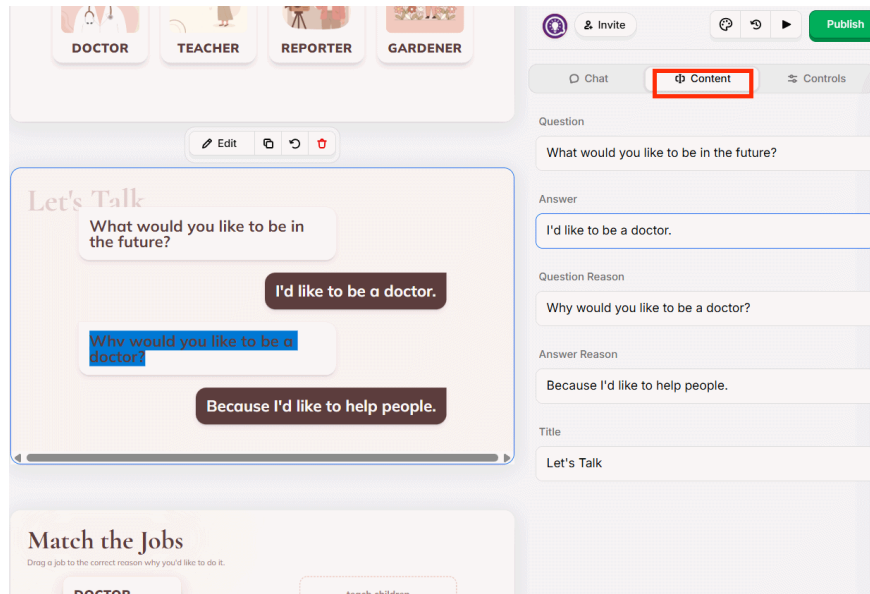 DOCTOR
TEACHER
REPORTER
GARDENER
Invite
Publish
Chat
Content
Controls
Edit
Let's Talk
What would you like to be in
the future?
I'd like to be a doctor.
Why would you like to be a
doctor?
Because I'd like to help people.
Question
What would you like to be in the future?
Answer
I'd like to be a doctor.
Question Reason
Why would you like to be a doctor?
Answer Reason
Because I'd like to help people.
Title
Let's Talk
Match the Jobs
Drag a job to the correct reason why you'd like to do it.
DOCTOR
teach children